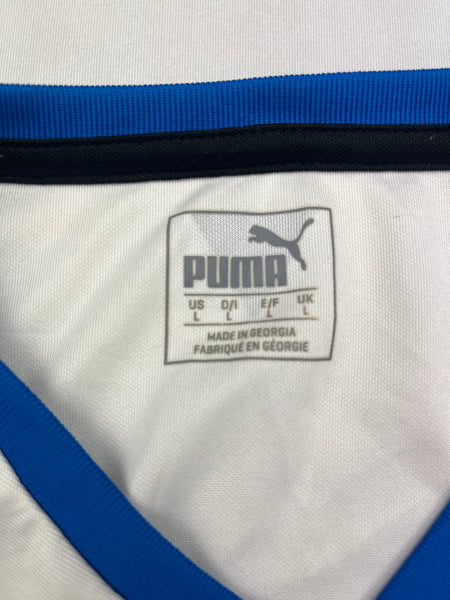 PUMA
US D/I E/F UK
L L L L
MADE IN GEORGIA
FABRIQUÉ EN GÉORGIE